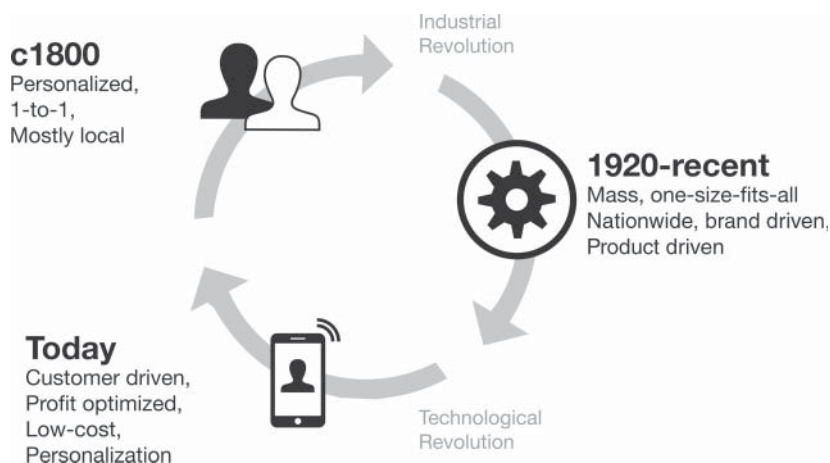 c1800
Personalized,
1-to-1,
Mostly local
Industrial
Revolution
1920-recent
Mass, one-size-fits-all
Nationwide, brand driven,
Product driven
Today
Customer driven,
Profit optimized,
Low-cost,
Personalization
Technological
Revolution